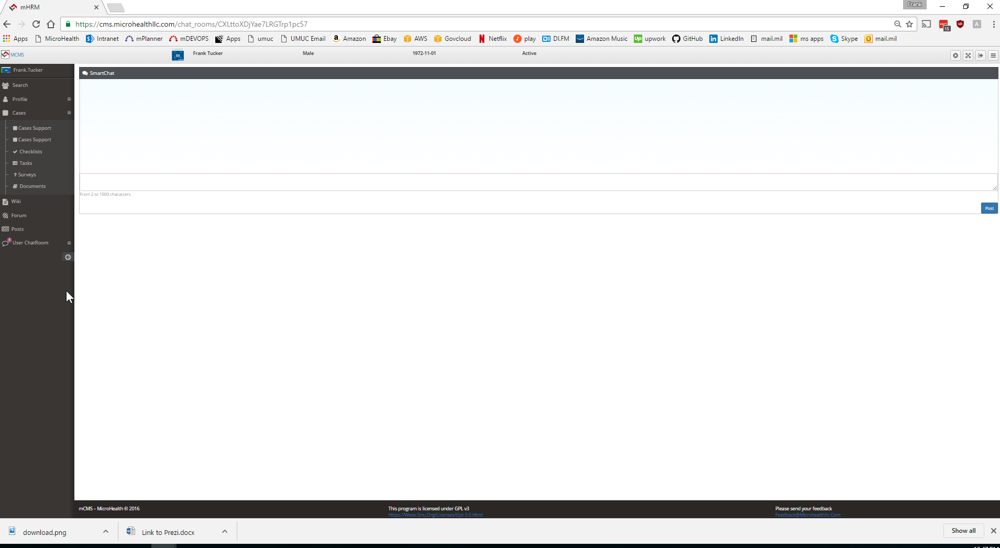 mHRM
Frank
https://cms.microhealthllc.com/chat_rooms/CXLttoXDjYae7LRGTrp1pc57
15
A
Apps MicroHealth Intranet mPlanner mDEVOPS Apps umuc UMUC Email Amazon Ebay AWS Govcloud Netflix play DI.FM Amazon Music upwork GitHub LinkedIn mail.mil ms apps Skype mail.mil
MCMS
Frank Tucker Male 1972-11-01 Active
Frank.Tucker
SmartChat
Search
Profile
Cases
Cases Support
Cases Support
Checklists
Tasks
? Surveys
Documents
Wiki
Forum
Posts
User ChatRoom
From 2 to 1000 characters
Post
mCMS – MicroHealth © 2016
This program is licensed under GPL v3
Https://Www.Gnu.Org/Licenses/Gpl-3.0.Html
Please send your feedback
Feedback@Microhealthllc.Com
download.png
Link to Prezi.docx
Show all